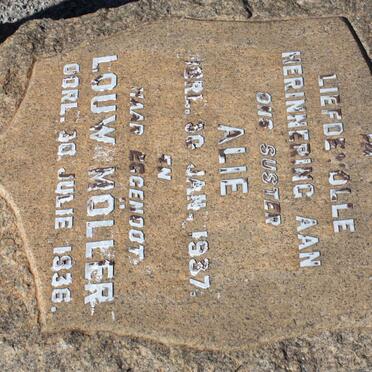 LIEFDEVOLLE
HERINNERING AAN
ONS SUSTER
ALIE
OORL. 30 JAN. 1937.
EN
HAAR EGGENOOT.
LOUW MÖLLER
OORL. 30 JULIE 1936.